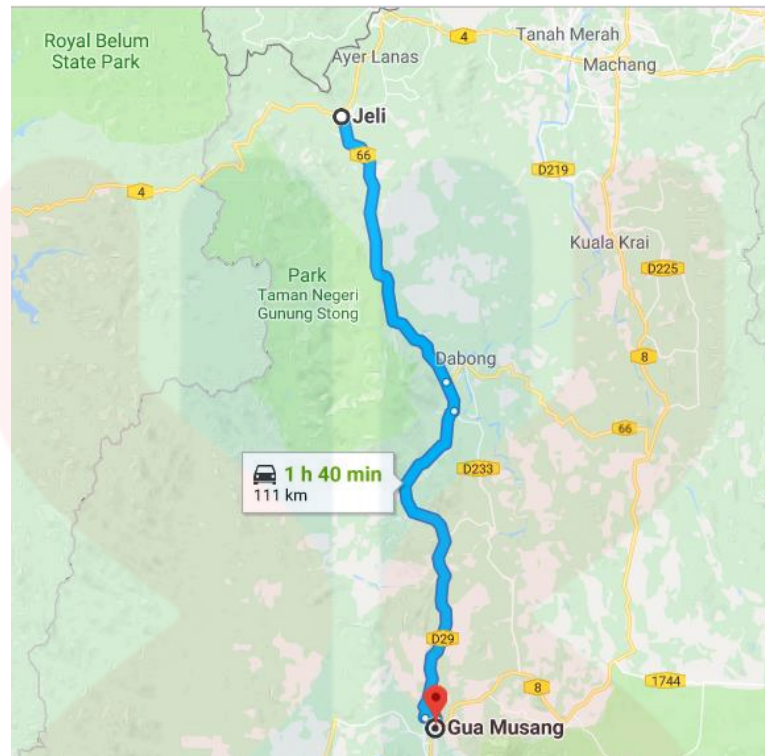 Royal Belum
State Park
4
Tanah Merah
Ayer Lanas
Machang
Jeli
66
D219
4
Kuala Krai
D225
Park
Taman Negeri
Gunung Stong
8
Dabong
66
1 h 40 min
111 km
D233
D29
1744
8
Gua Musang